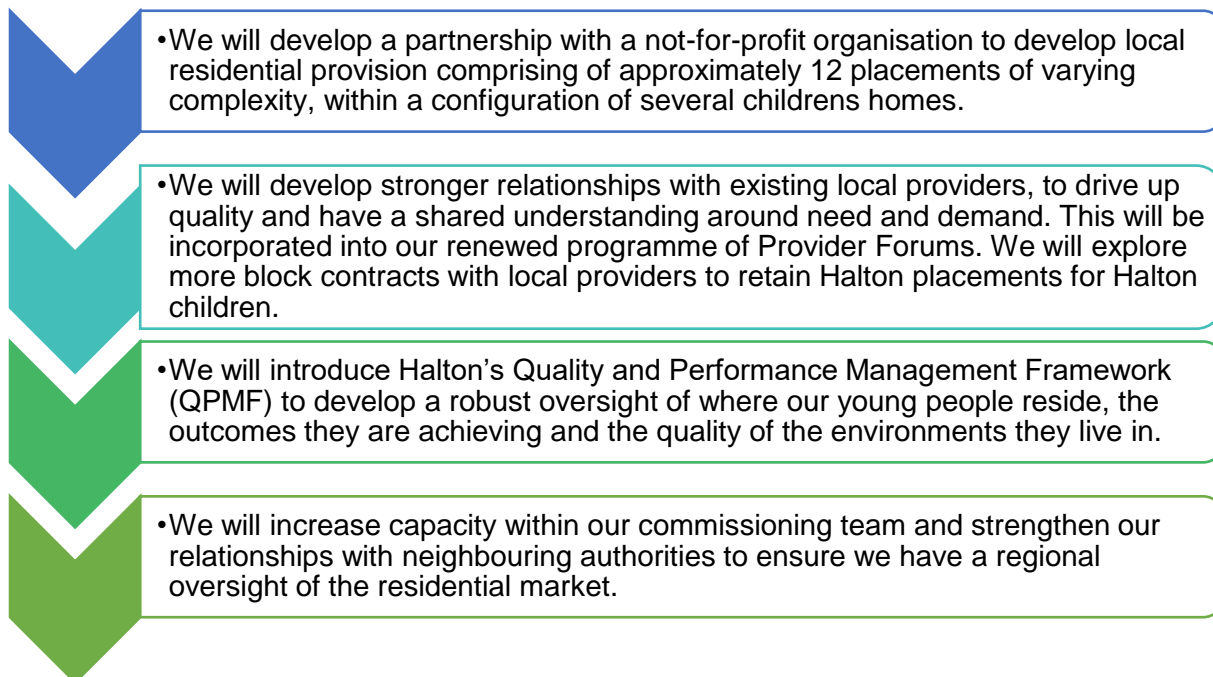 •We will develop a partnership with a not-for-profit organisation to develop local
residential provision comprising of approximately 12 placements of varying
complexity, within a configuration of several childrens homes.
•We will develop stronger relationships with existing local providers, to drive up
quality and have a shared understanding around need and demand. This will be
incorporated into our renewed programme of Provider Forums. We will explore
more block contracts with local providers to retain Halton placements for Halton
children.
•We will introduce Halton’s Quality and Performance Management Framework
(QPMF) to develop a robust oversight of where our young people reside, the
outcomes they are achieving and the quality of the environments they live in.
•We will increase capacity within our commissioning team and strengthen our
relationships with neighbouring authorities to ensure we have a regional
oversight of the residential market.